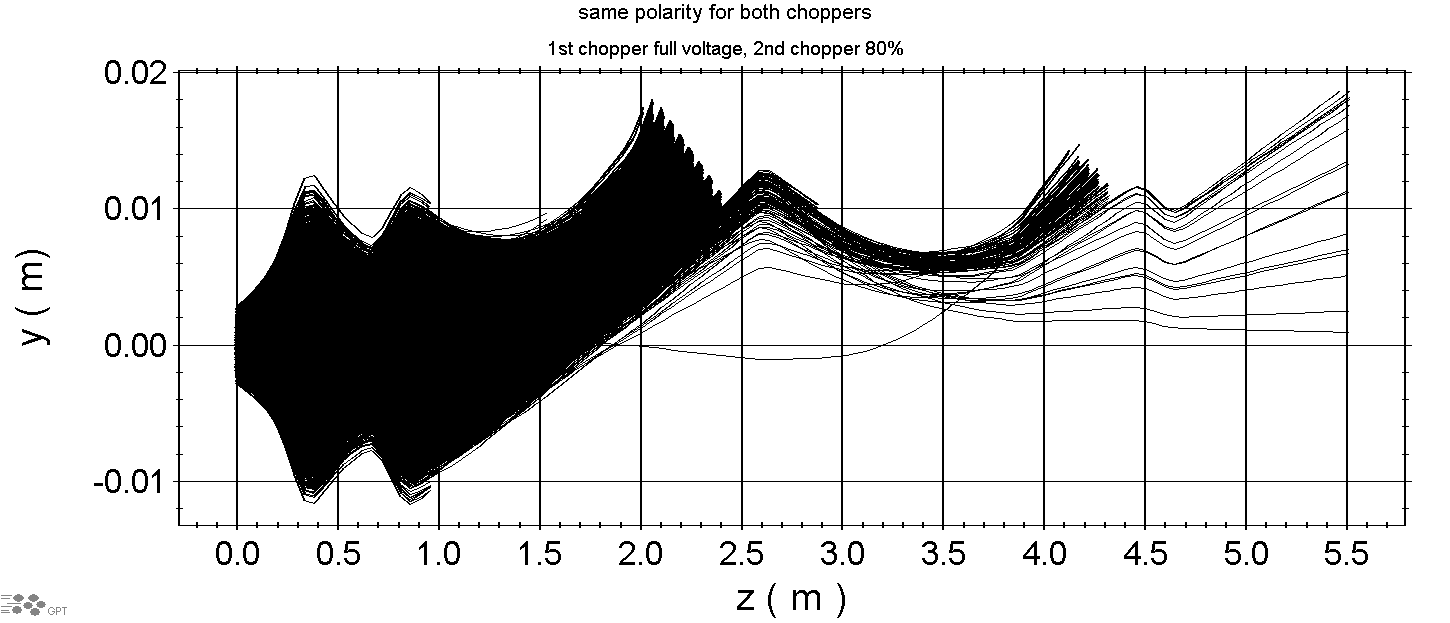 same polarity for both choppers
1st chopper full voltage, 2nd chopper 80%
0.02
0.01
0.00
-0.01
y ( m)
0.0 0.5 1.0 1.5 2.0 2.5 3.0 3.5 4.0 4.5 5.0 5.5
z ( m )
GPT